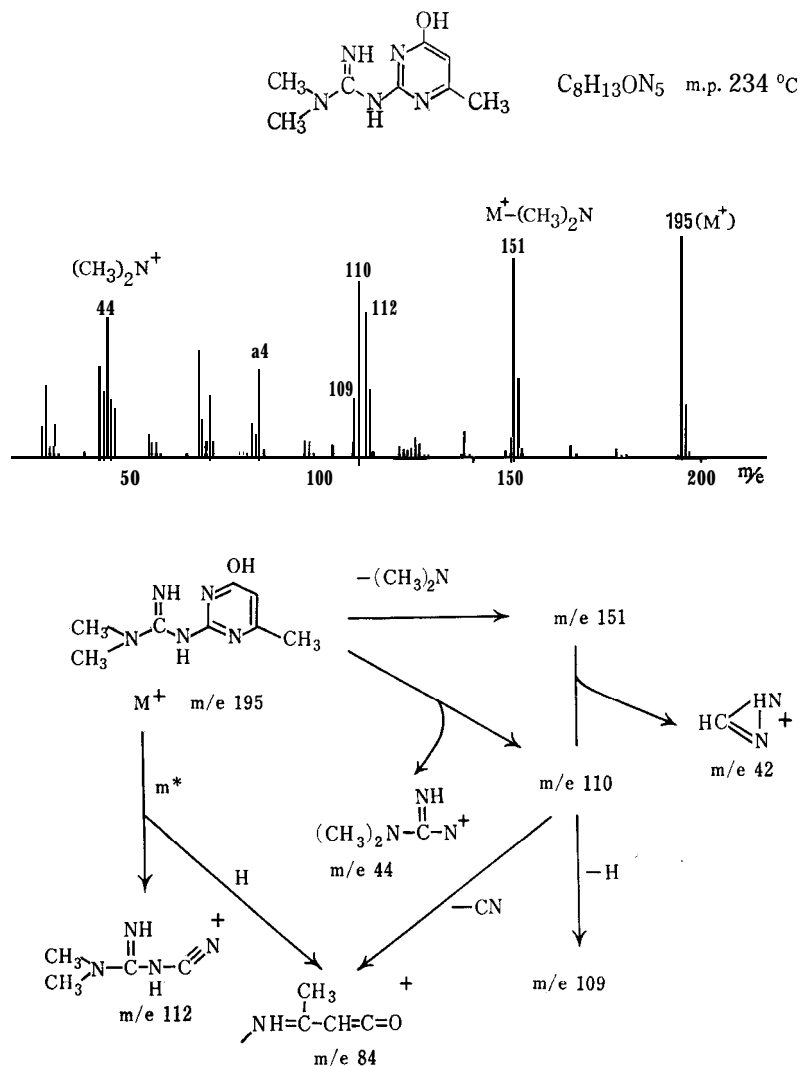 OH
NH
N
CH₃
N
N
H
N
CH₃
CH₃
C₈H₁₃ON₅ m.p. 234 °C
M⁺-(CH₃)₂N
195(M⁺)
(CH₃)₂N⁺
151
110
44
112
a4
109
50 100 150 200 m/e
OH
NH
N
-(CH₃)₂N
CH₃
N-C-N
H
N
CH₃
CH₃
m/e 151
M⁺ m/e 195
HN
HC
N
+
m/e 42
m/e 110
m*
NH
(CH₃)₂N-C-N⁺
m/e 44
H
-H
-CN
NH
+
CH₃
CH₃
N-C-N-C≡N
H
m/e 112
CH₃
+
NH=C-CH=C=O
m/e 84
m/e 109